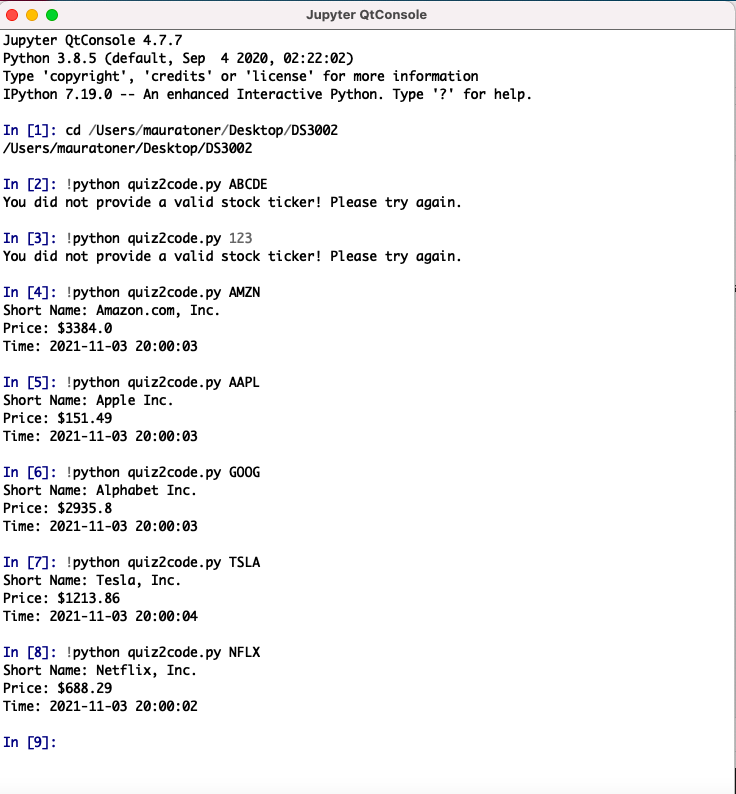 Jupyter QtConsole
Jupyter QtConsole 4.7.7
Python 3.8.5 (default, Sep  4 2020, 02:22:02)
Type 'copyright', 'credits' or 'license' for more information
IPython 7.19.0 -- An enhanced Interactive Python. Type '?' for help.

In [1]: cd /Users/mauratoner/Desktop/DS3002
/Users/mauratoner/Desktop/DS3002

In [2]: !python quiz2code.py ABCDE
You did not provide a valid stock ticker! Please try again.

In [3]: !python quiz2code.py 123
You did not provide a valid stock ticker! Please try again.

In [4]: !python quiz2code.py AMZN
Short Name: Amazon.com, Inc.
Price: $3384.0
Time: 2021-11-03 20:00:03

In [5]: !python quiz2code.py AAPL
Short Name: Apple Inc.
Price: $151.49
Time: 2021-11-03 20:00:03

In [6]: !python quiz2code.py GOOG
Short Name: Alphabet Inc.
Price: $2935.8
Time: 2021-11-03 20:00:03

In [7]: !python quiz2code.py TSLA
Short Name: Tesla, Inc.
Price: $1213.86
Time: 2021-11-03 20:00:04

In [8]: !python quiz2code.py NFLX
Short Name: Netflix, Inc.
Price: $688.29
Time: 2021-11-03 20:00:02

In [9]: